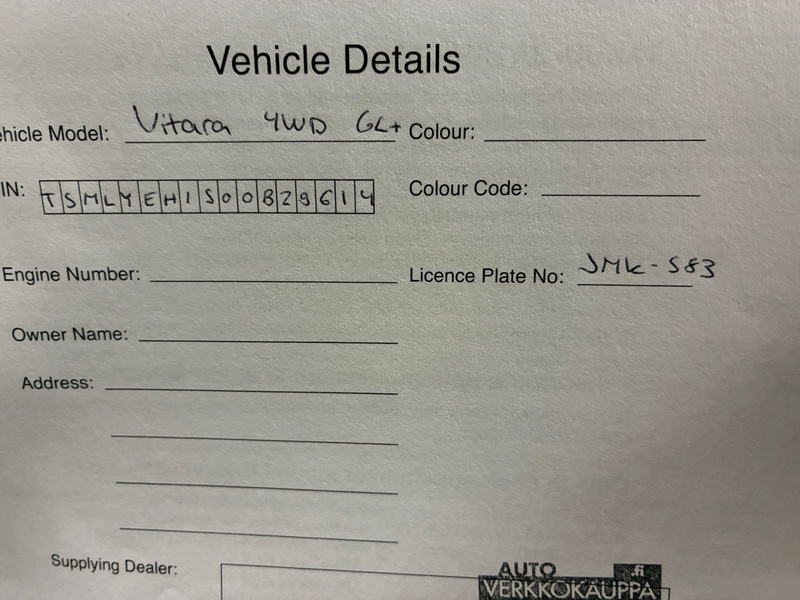 Vehicle Details
ehicle Model: Vitara 4WD GL+ Colour:
IN: TSMLYEH1S00829614 Colour Code:
Engine Number: Licence Plate No: JMK-583
Owner Name:
Address:
Supplying Dealer:
AUTO .fi
VERKKOKAUPPA